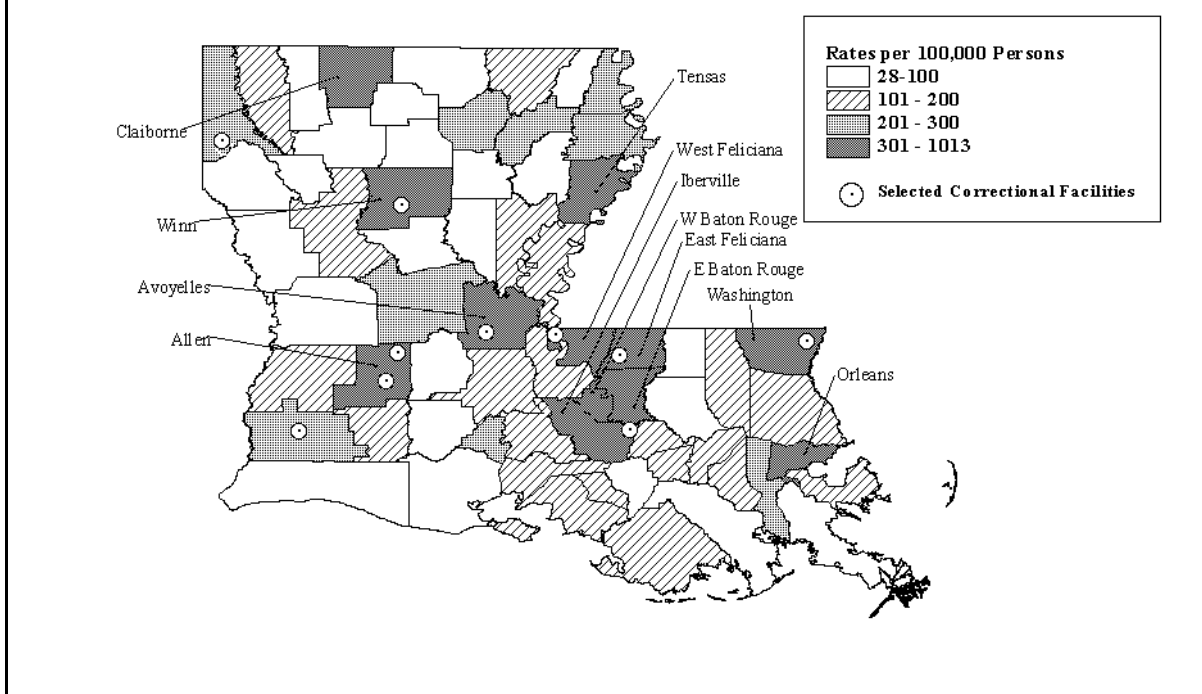 Rates per 100,000 Persons
28-100
101 - 200
201 - 300
301 - 1013
Selected Correctional Facilities
Tensas
Claiborne
West Feliciana
Iberville
Winn
W Baton Rouge
East Feliciana
E Baton Rouge
Avoyelles
Washington
Allen
Orleans